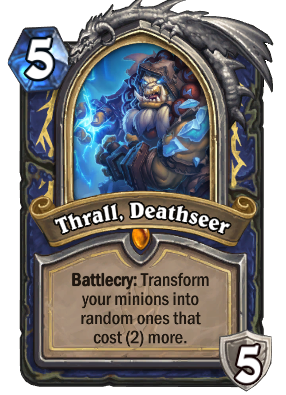 5
Thrall, Deathseer
Battlecry: Transform
your minions into
random ones that
cost (2) more.
5